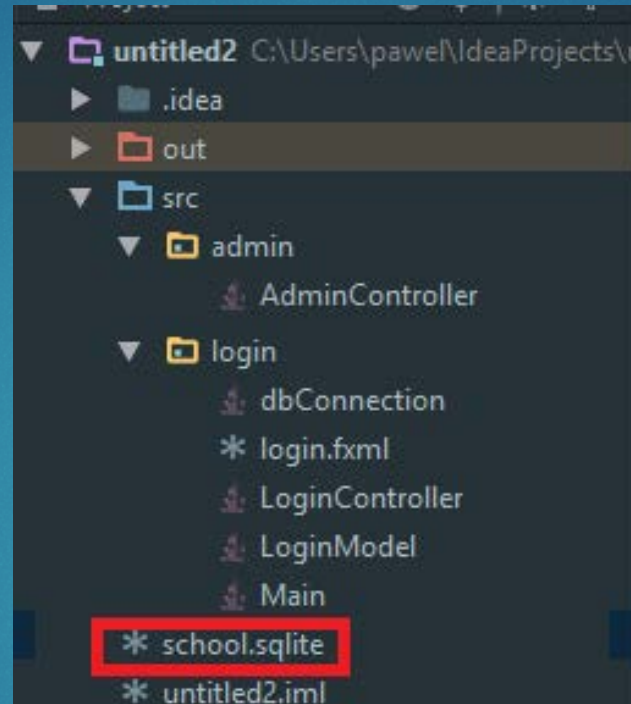 untitled2 C:\Users\pawel\IdeaProjects\
.idea
out
src
admin
AdminController
login
dbConnection
login.fxml
LoginController
LoginModel
Main
school.sqlite
untitled2.iml